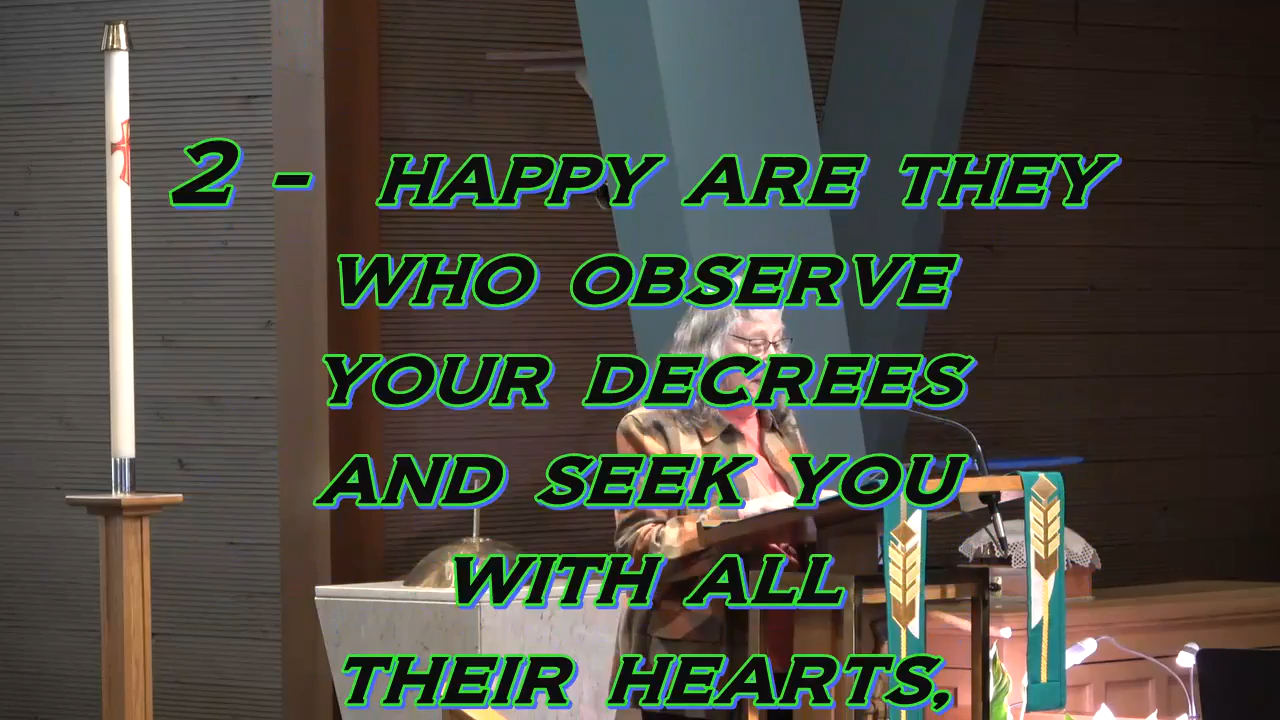 2 - HAPPY ARE THEY
WHO OBSERVE
YOUR DECREES
AND SEEK YOU
WITH ALL
THEIR HEARTS,